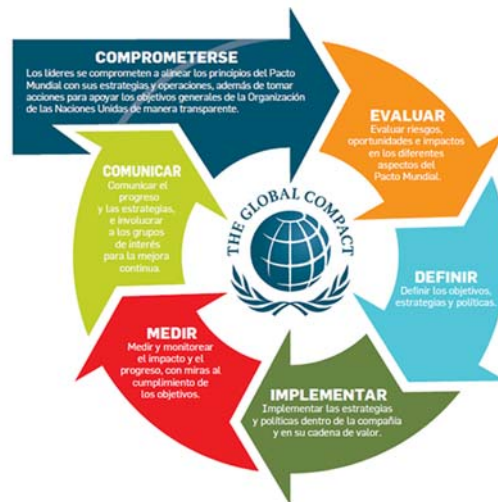 COMPROMETERSE
Los líderes se comprometen a alinear los principios del Pacto
Mundial con sus estrategias y operaciones, además de tomar
acciones para apoyar los objetivos generales de la Organización
de las Naciones Unidas de manera transparente.
EVALUAR
Evaluar riesgos,
oportunidades e impactos
en los diferentes
aspectos del
Pacto Mundial.
DEFINIR
Definir los objetivos,
estrategias y políticas.
IMPLEMENTAR
Implementar las estrategias
y políticas dentro de la compañía
y en su cadena de valor.
MEDIR
Medir y monitorear
el impacto y el
progreso, con miras al
cumplimiento de
los objetivos.
COMUNICAR
Comunicar el
progreso
y las estrategias,
e involucrar
a los grupos
de interés
para la mejora
continua.
THE GLOBAL COMPACT